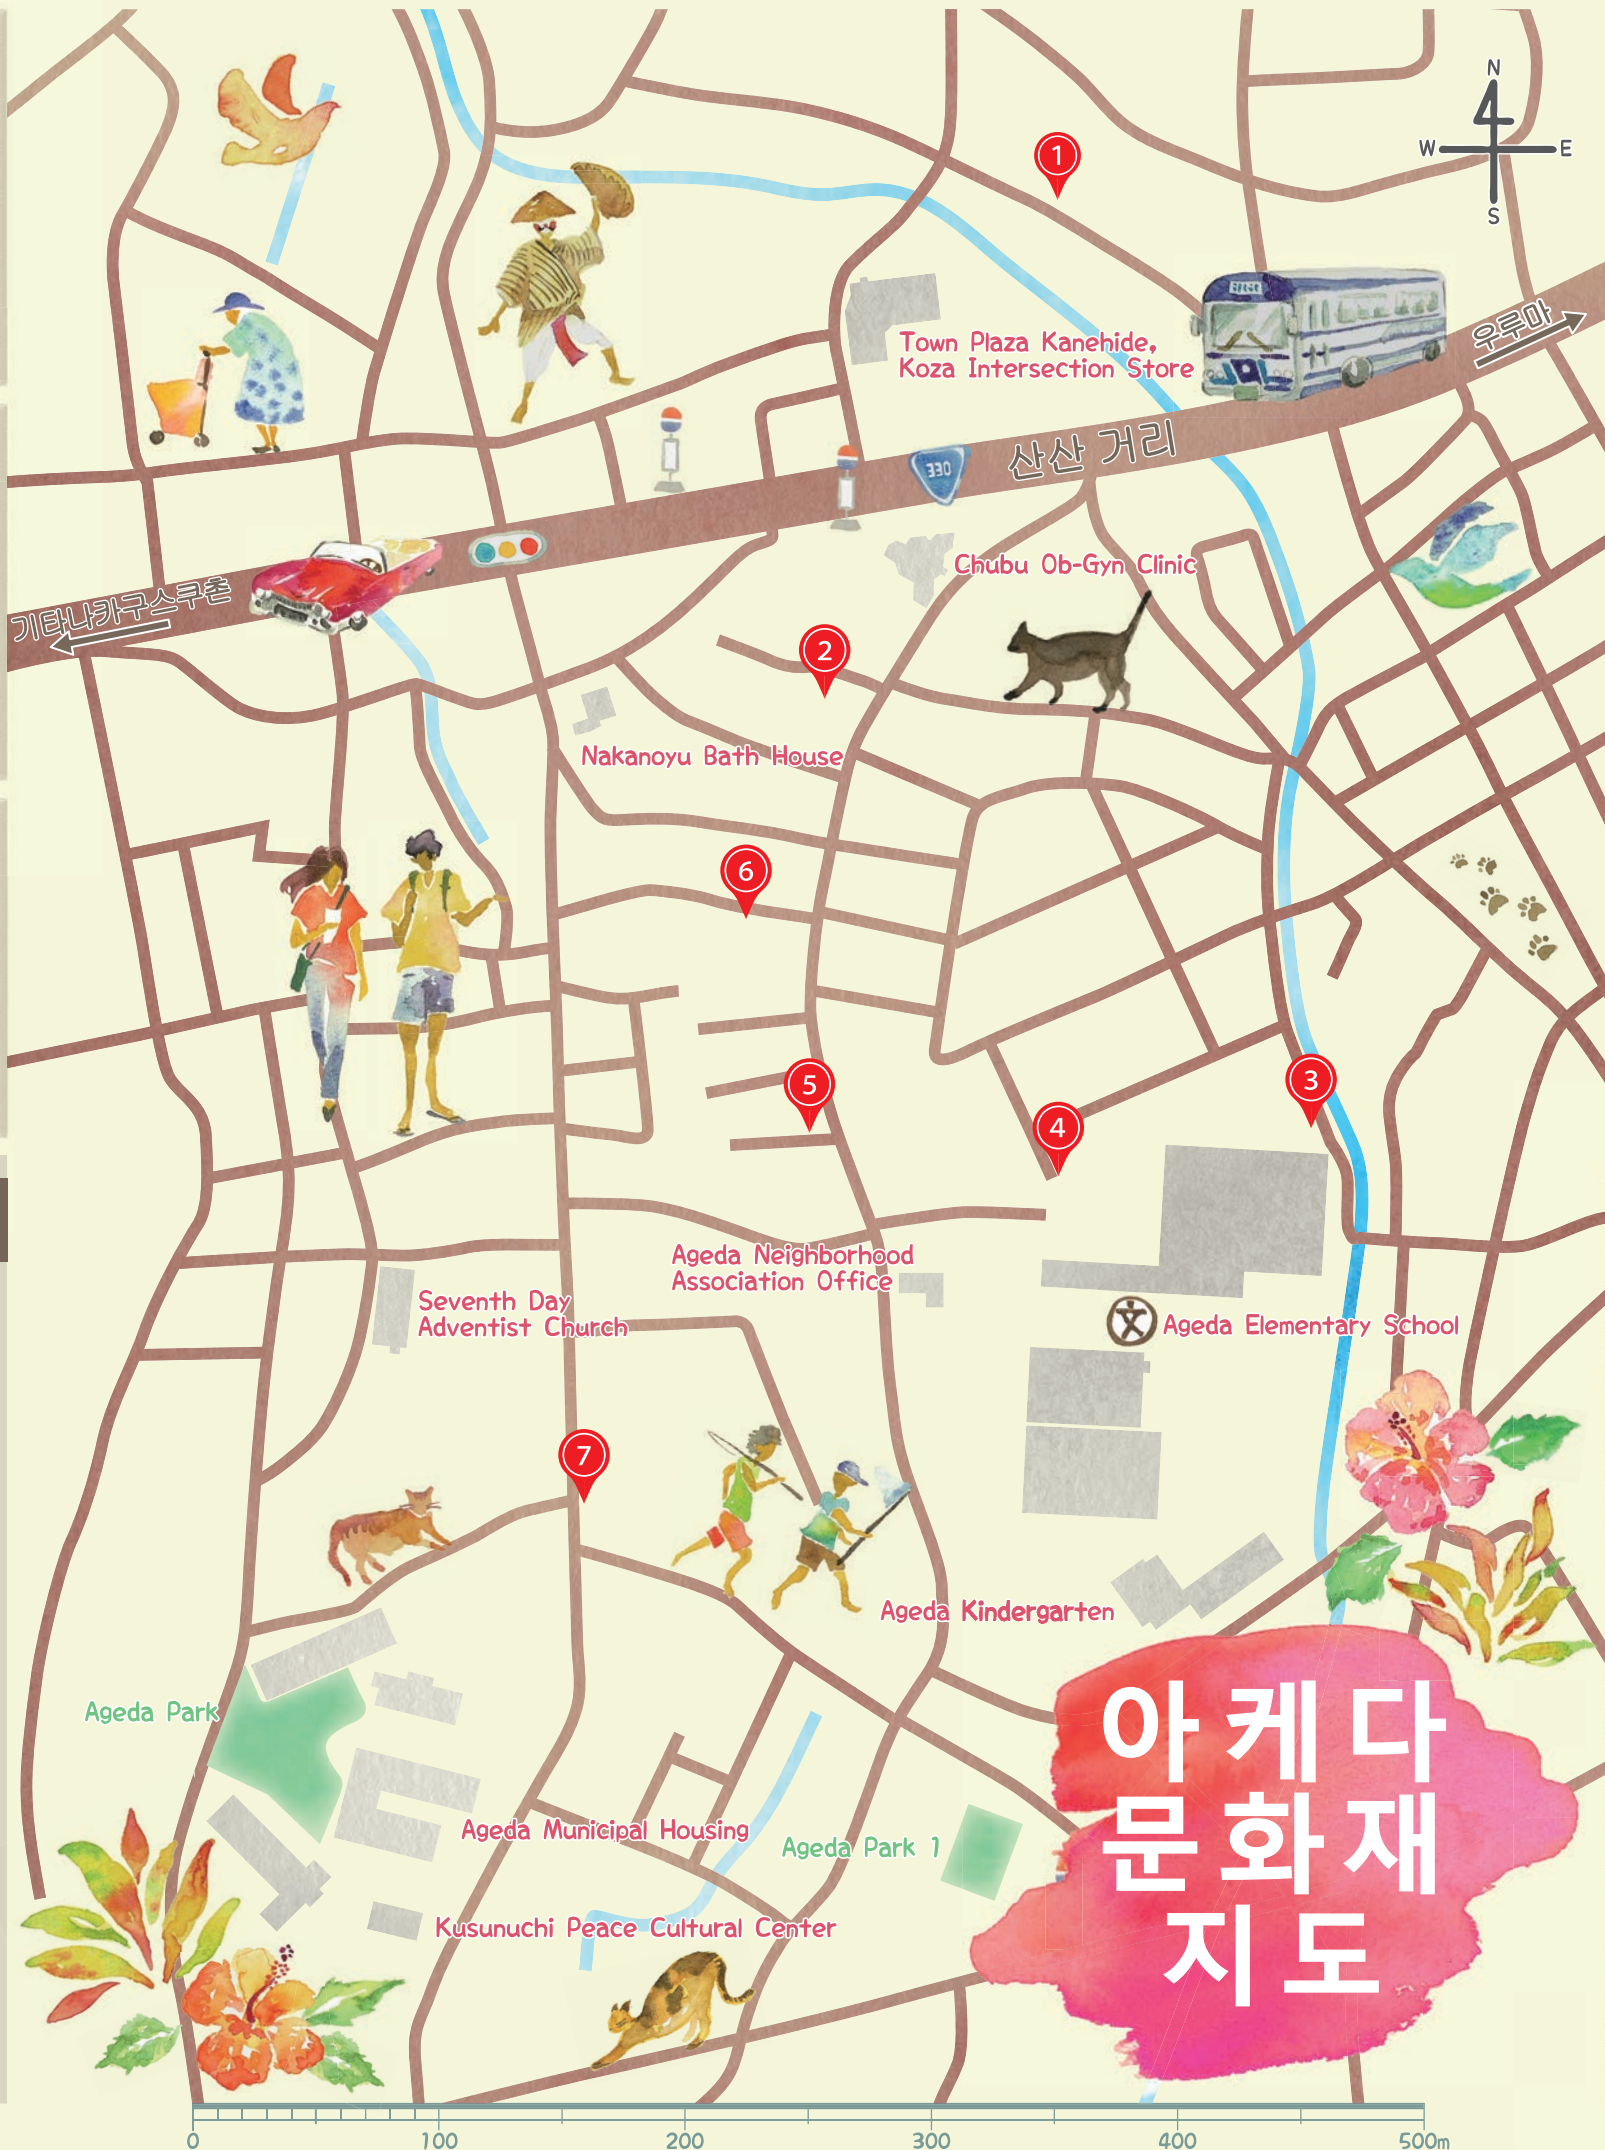 N
W E
S
1
우루마
Town Plaza Kanehide,
Koza Intersection Store
산산 거리
330
Chubu Ob-Gyn Clinic
기타나카구스쿠촌
2
Nakanoyu Bath House
6
5
3
4
Ageda Neighborhood
Association Office
Seventh Day
Adventist Church
Ageda Elementary School
7
Ageda Kindergarten
Ageda Park
아케다
문화재
지도
Ageda Municipal Housing
Ageda Park 1
Kusunuchi Peace Cultural Center
0 100 200 300 400 500m